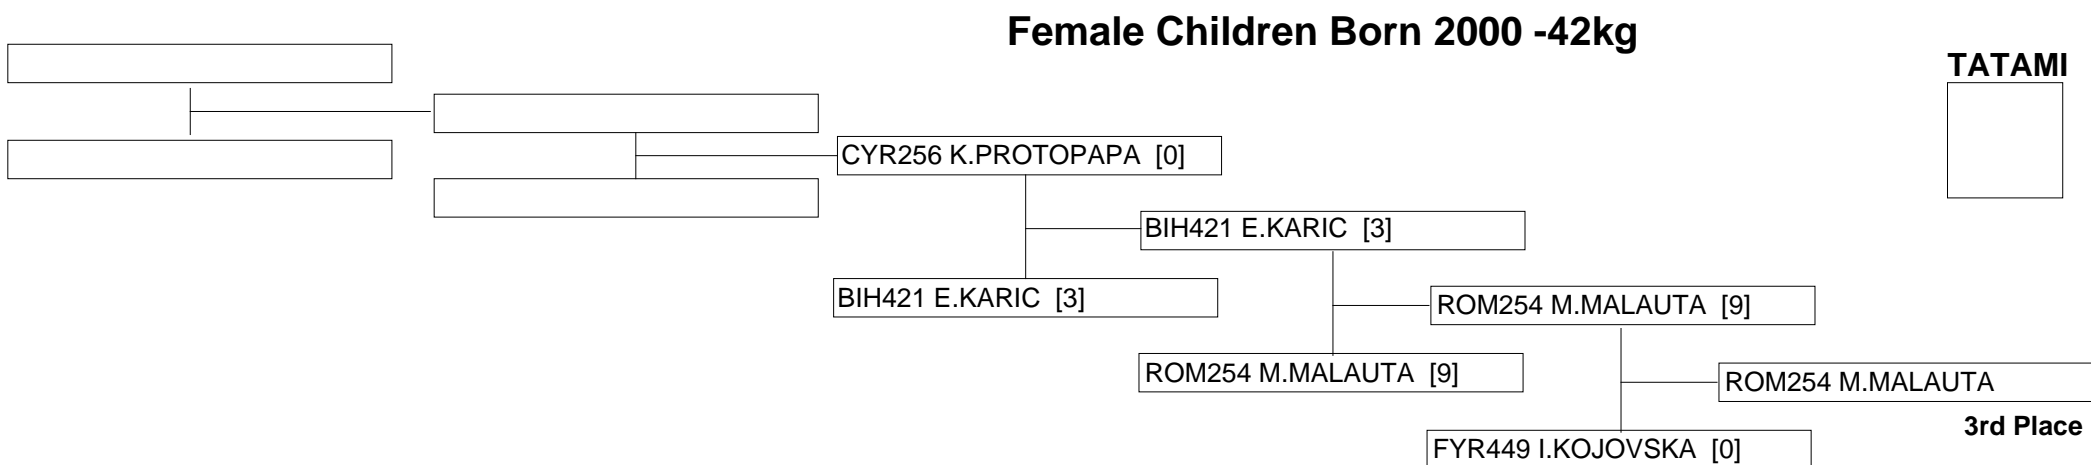 Female Children Born 2000 -42kg
TATAMI
CYR256 K.PROTOPAPA [0]
BIH421 E.KARIC [3]
BIH421 E.KARIC [3]
ROM254 M.MALAUTA [9]
ROM254 M.MALAUTA [9]
ROM254 M.MALAUTA
3rd Place
FYR449 I.KOJOVSKA [0]